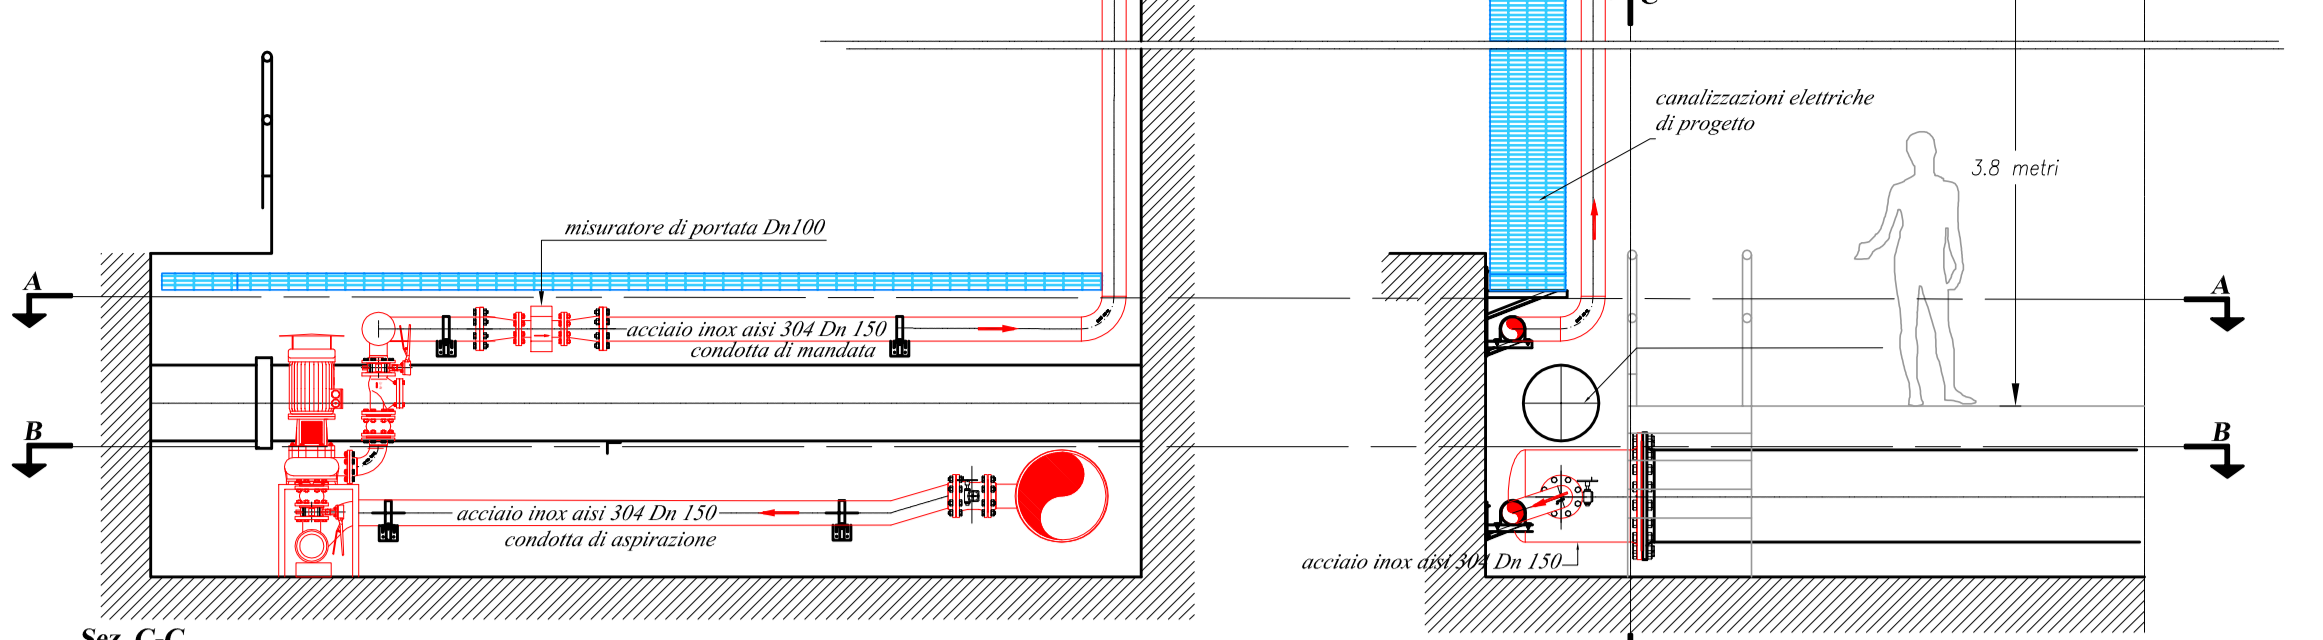 C
canalizzazioni elettriche
di progetto
3.8 metri
misuratore di portata Dn100
A
A
acciaio inox aisi 304 Dn 150
condotta di mandata
B
B
acciaio inox aisi 304 Dn 150
condotta di aspirazione
acciaio inox aisi 304 Dn 150
Sez. C-C